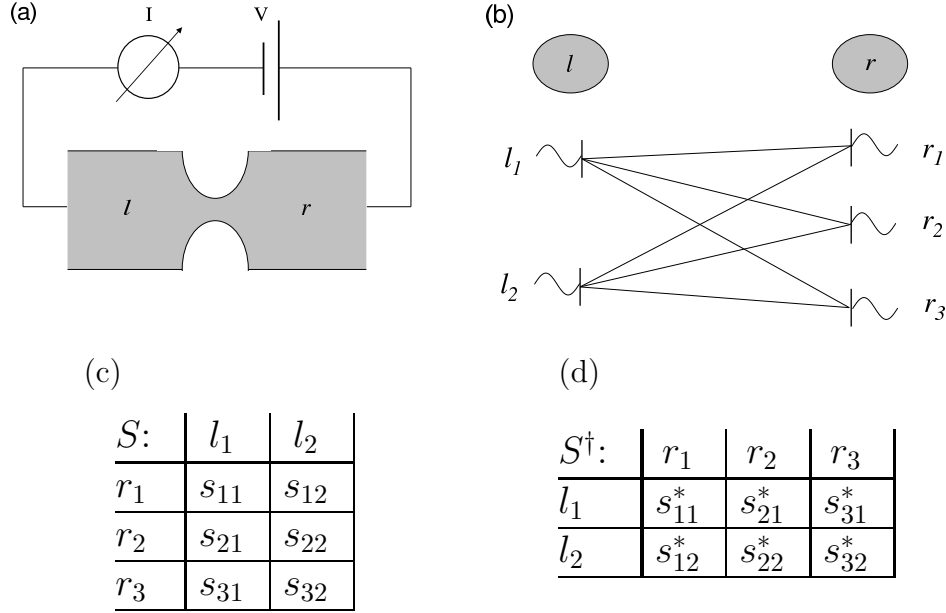 (a)
I V
l r
(b)
l r
l₁ r₁
r₂
l₂
r₃
(c)
S: l₁ l₂
r₁ s₁₁ s₁₂
r₂ s₂₁ s₂₂
r₃ s₃₁ s₃₂
(d)
S†: r₁ r₂ r₃
l₁ s*₁₁ s*₂₁ s*₃₁
l₂ s*₁₂ s*₂₂ s*₃₂